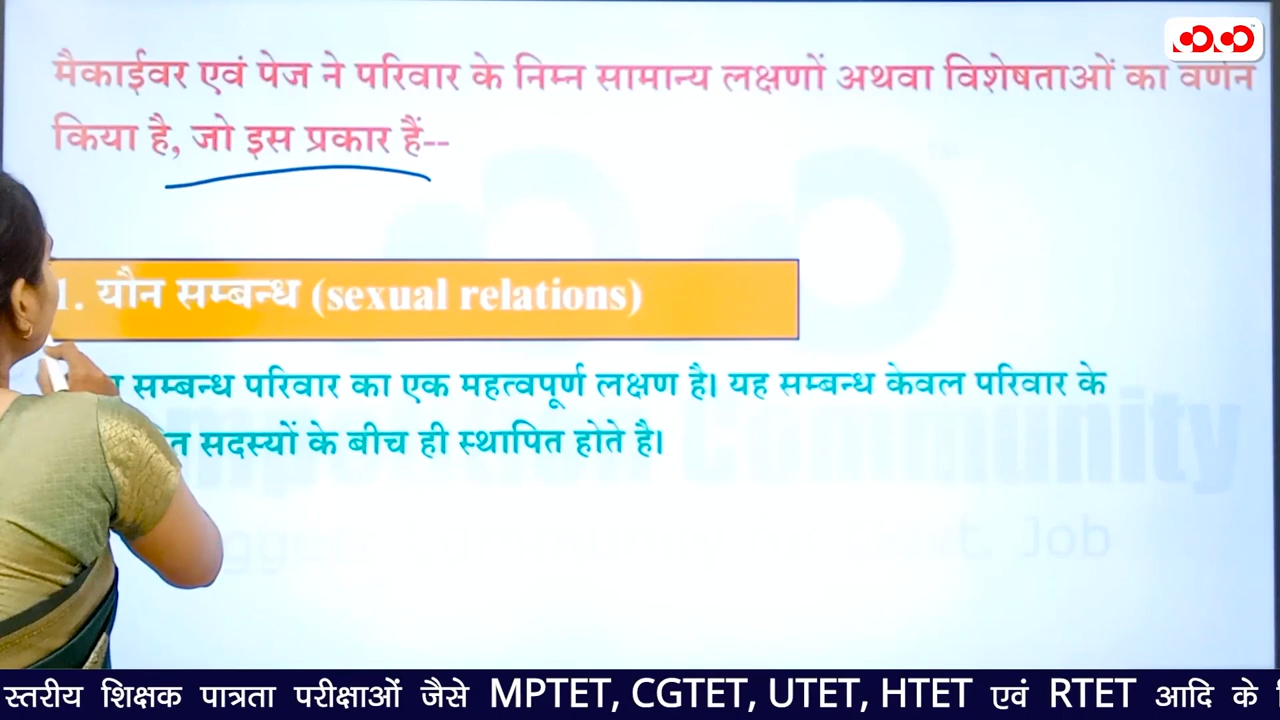 मैकाईवर एवं पेज ने परिवार के निम्न सामान्य लक्षणों अथवा विशेषताओं का वर्णन
किया है, जो इस प्रकार हैं--
1. यौन सम्बन्ध (sexual relations)
सम्बन्ध परिवार का एक महत्वपूर्ण लक्षण है। यह सम्बन्ध केवल परिवार के
सदस्यों के बीच ही स्थापित होते है।
Community
Job
स्तरीय शिक्षक पात्रता परीक्षाओं जैसे MPTET, CGTET, UTET, HTET एवं RTET आदि के